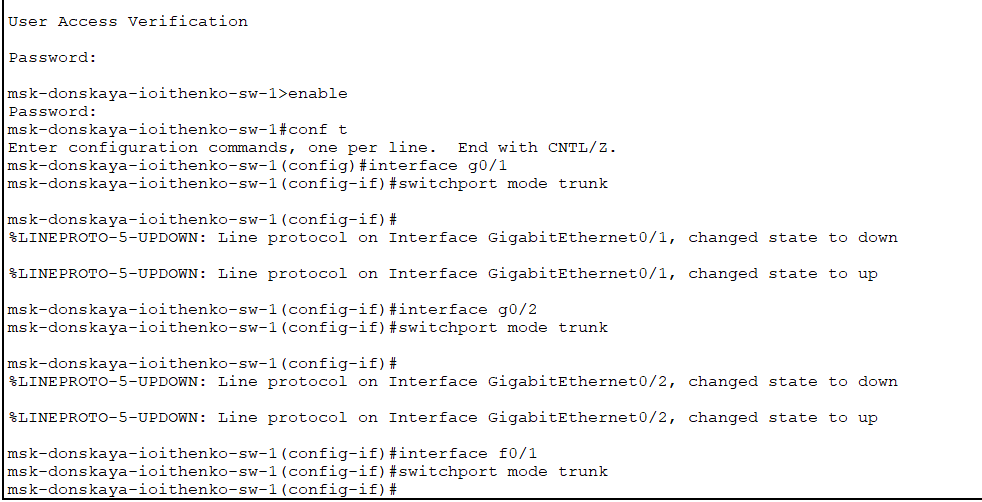 User Access Verification
Password:
msk-donskaya-ioithenko-sw-1>enable
Password:
msk-donskaya-ioithenko-sw-1#conf t
Enter configuration commands, one per line.  End with CNTL/Z.
msk-donskaya-ioithenko-sw-1(config)#interface g0/1
msk-donskaya-ioithenko-sw-1(config-if)#switchport mode trunk
msk-donskaya-ioithenko-sw-1(config-if)#
%LINEPROTO-5-UPDOWN: Line protocol on Interface GigabitEthernet0/1, changed state to down
%LINEPROTO-5-UPDOWN: Line protocol on Interface GigabitEthernet0/1, changed state to up
msk-donskaya-ioithenko-sw-1(config-if)#interface g0/2
msk-donskaya-ioithenko-sw-1(config-if)#switchport mode trunk
msk-donskaya-ioithenko-sw-1(config-if)#
%LINEPROTO-5-UPDOWN: Line protocol on Interface GigabitEthernet0/2, changed state to down
%LINEPROTO-5-UPDOWN: Line protocol on Interface GigabitEthernet0/2, changed state to up
msk-donskaya-ioithenko-sw-1(config-if)#interface f0/1
msk-donskaya-ioithenko-sw-1(config-if)#switchport mode trunk
msk-donskaya-ioithenko-sw-1(config-if)#